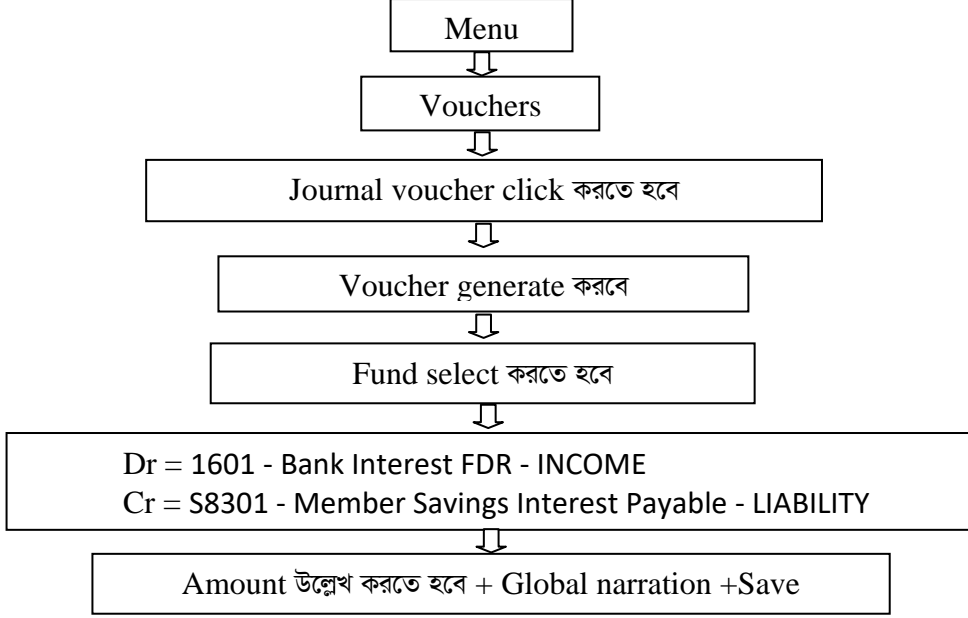 Menu
Vouchers
Journal voucher click করতে হবে
Voucher generate করবে
Fund select করতে হবে
Dr = 1601 - Bank Interest FDR - INCOME
Cr = S8301 - Member Savings Interest Payable - LIABILITY
Amount উল্লেখ করতে হবে + Global narration +Save